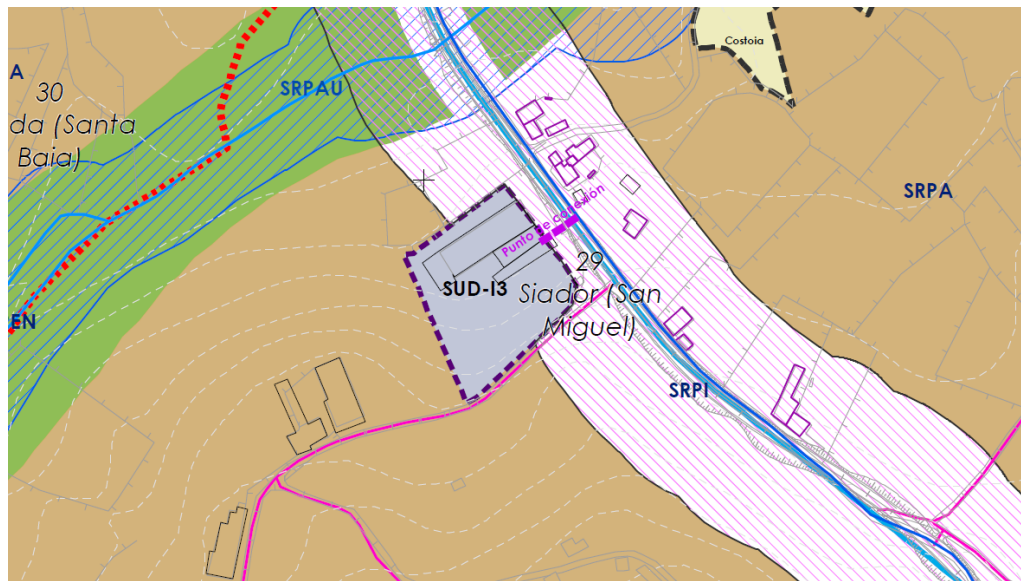 Costoia
A
30
da (Santa
Baia)
SRPAU
SRPA
Punto de conexión
29
SUD-I3
Siador (San
Miguel)
EN
SRPI